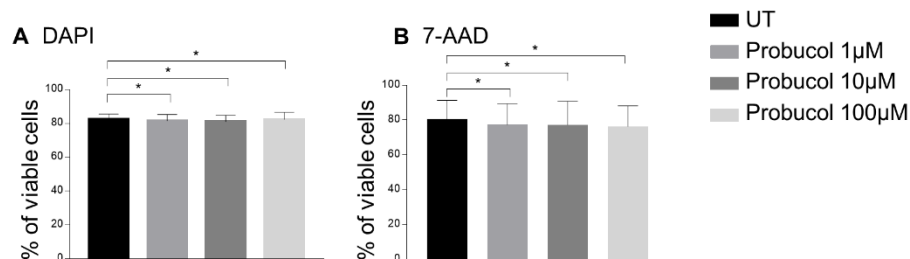 A DAPI
*
*
*
% of viable cells
100
80
60
40
20
0
B 7-AAD
*
*
*
% of viable cells
100
80
60
40
20
0
UT
Probucol 1µM
Probucol 10µM
Probucol 100µM